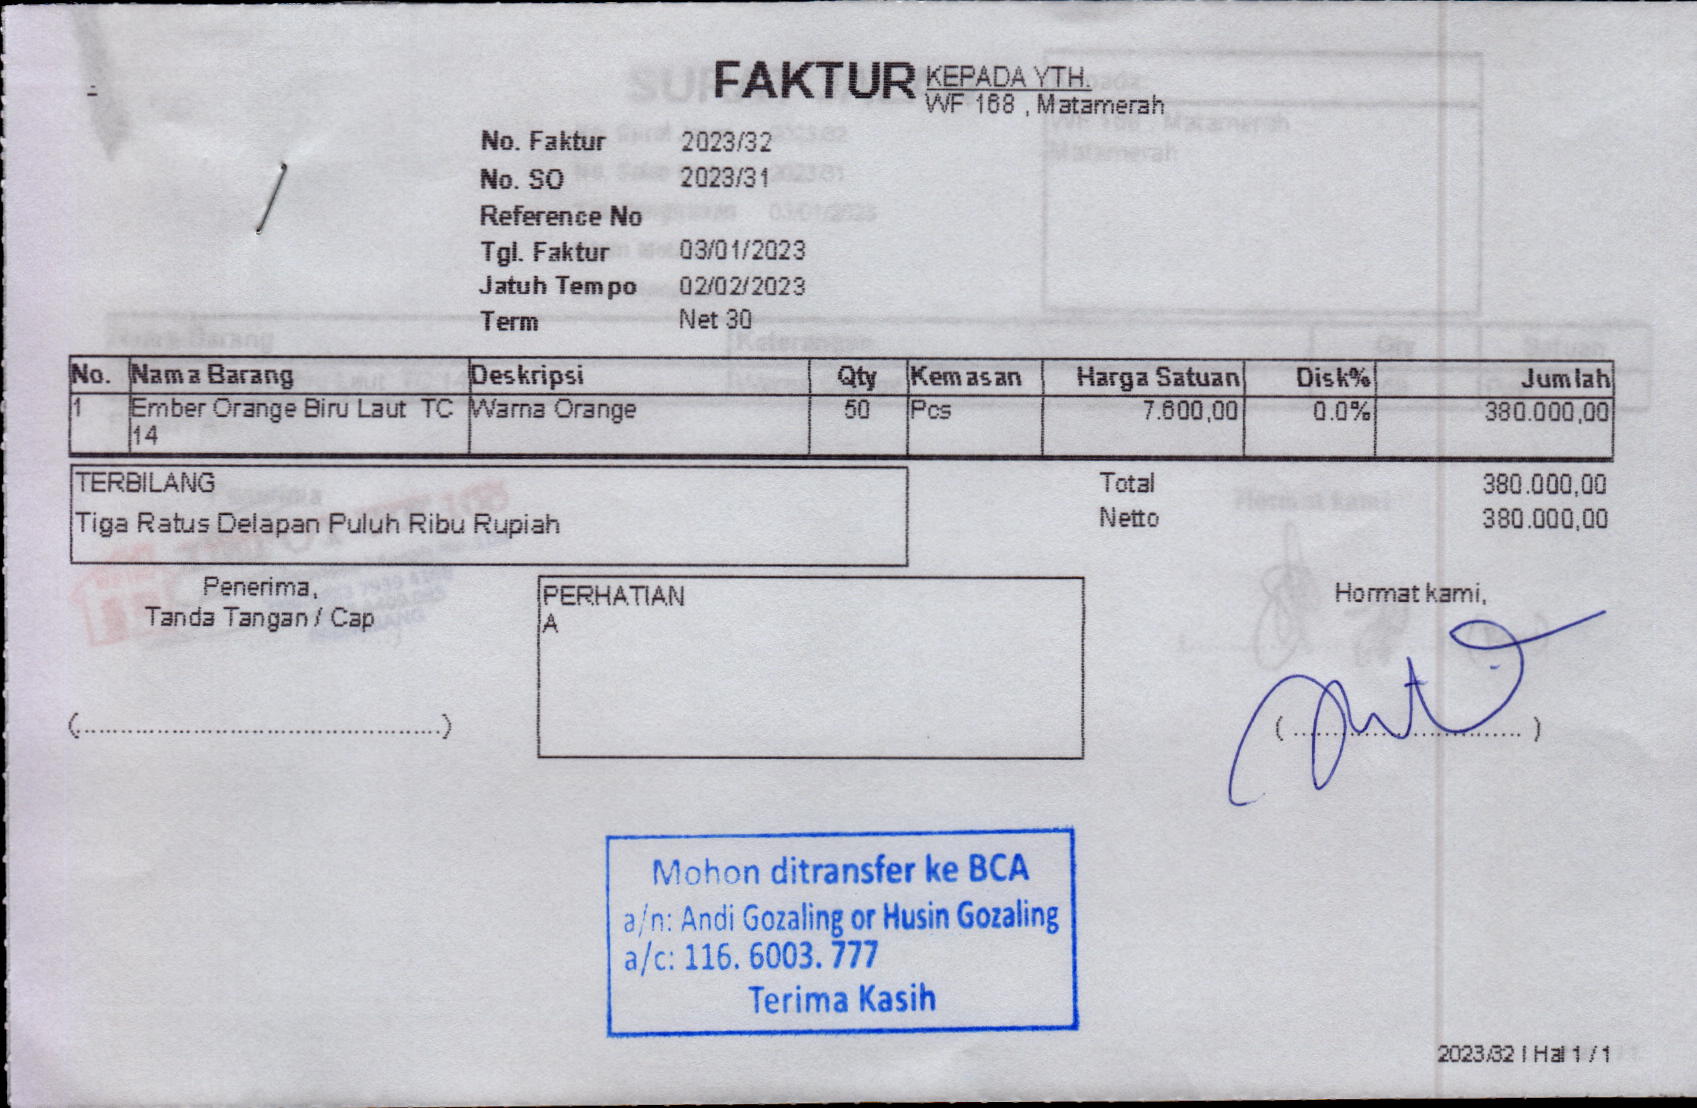 FAKTUR
KEPADA YTH.
WF 168 , Matamerah
No. Faktur 2023/32
No. SO 2023/31
Reference No
Tgl. Faktur 03/01/2023
Jatuh Tempo 02/02/2023
Term Net 30
No. Nama Barang Deskripsi Qty Kemasan Harga Satuan Disk% Jumlah
1 Ember Orange Biru Laut TC Warna Orange 50 Pcs 7.600,00 0.0% 380.000,00
14
TERBILANG
Tiga Ratus Delapan Puluh Ribu Rupiah
Total 380.000,00
Netto 380.000,00
Penerima,
Tanda Tangan / Cap
(................................................)
PERHATIAN
A
Hormat kami,
(..............................)
Mohon ditransfer ke BCA
a/n: Andi Gozaling or Husin Gozaling
a/c: 116. 6003. 777
Terima Kasih
2023/32 | Hal 1 / 1